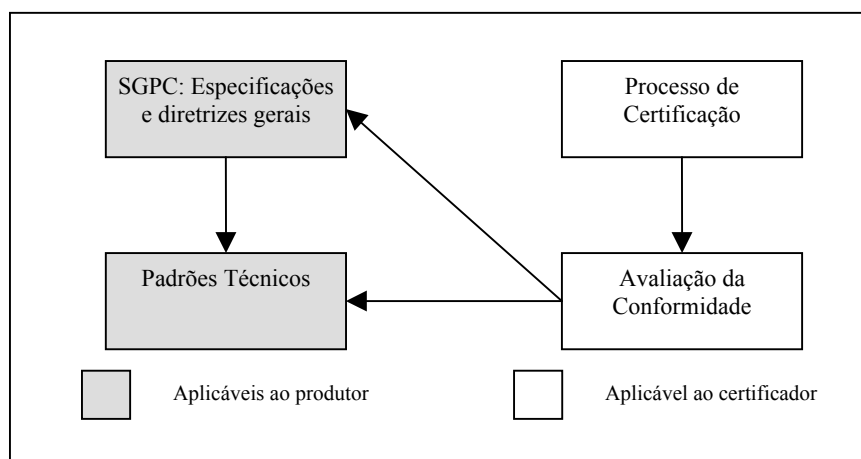 SGPC: Especificações
e diretrizes gerais
Processo de
Certificação
Padrões Técnicos
Avaliação da
Conformidade
Aplicáveis ao produtor
Aplicável ao certificador